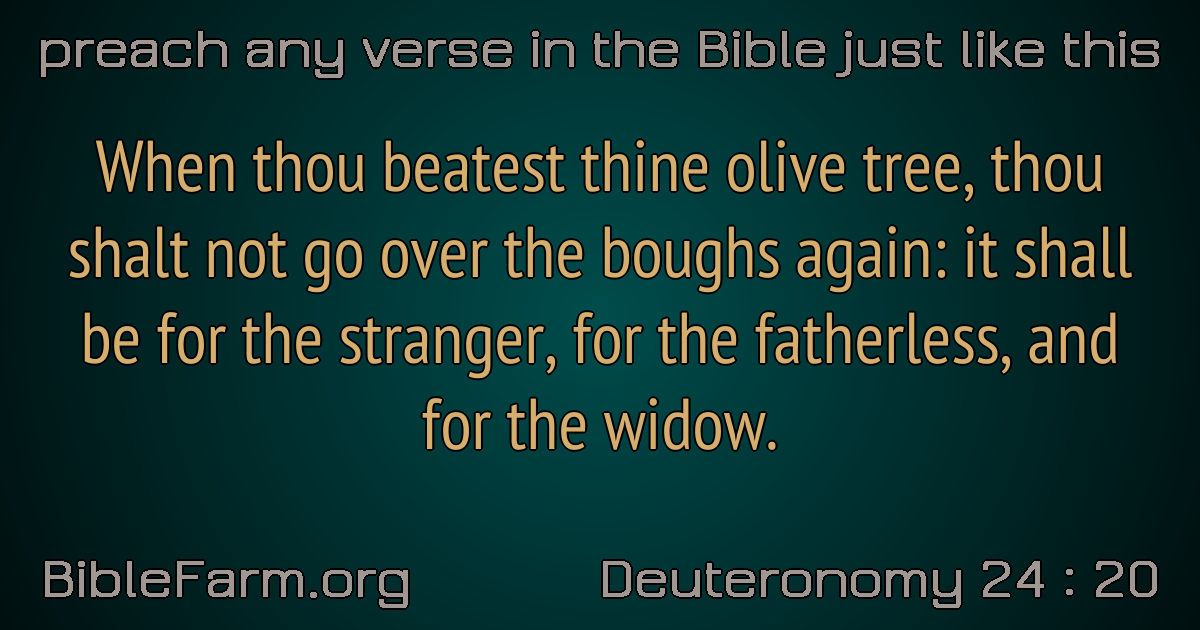 preach any verse in the Bible just like this
When thou beatest thine olive tree, thou
shalt not go over the boughs again: it shall
be for the stranger, for the fatherless, and
for the widow.
BibleFarm.org
Deuteronomy 24 : 20